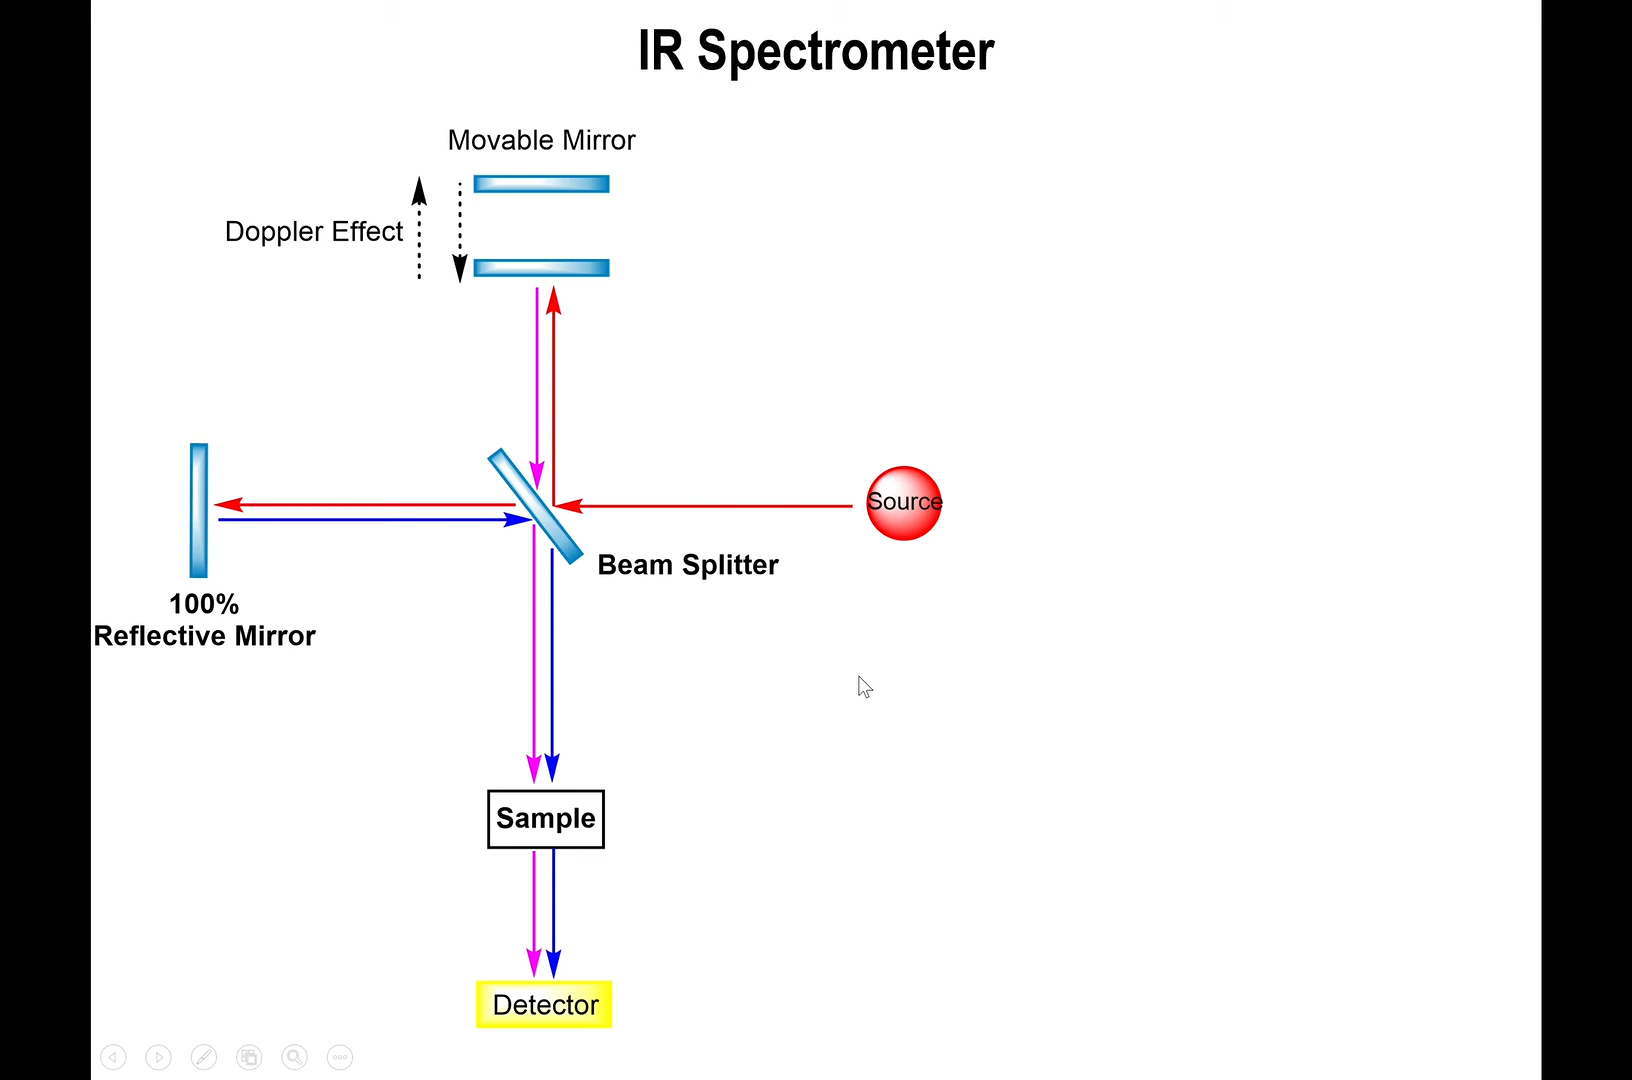 IR Spectrometer
Movable Mirror
Doppler Effect
Source
Beam Splitter
100%
Reflective Mirror
Sample
Detector